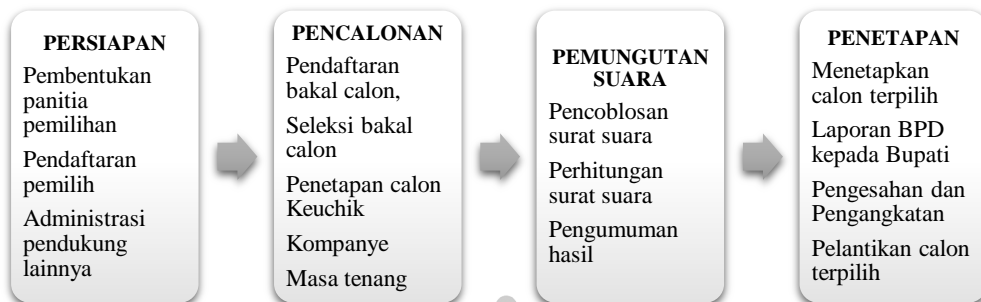 PERSIAPAN
Pembentukan
panitia
pemilihan
Pendaftaran
pemilih
Administrasi
pendukung
lainnya
PENCALONAN
Pendaftaran
bakal calon,
Seleksi bakal
calon
Penetapan calon
Keuchik
Kompanye
Masa tenang
PEMUNGUTAN
SUARA
Pencoblosan
surat suara
Perhitungan
surat suara
Pengumuman
hasil
PENETAPAN
Menetapkan
calon terpilih
Laporan BPD
kepada Bupati
Pengesahan dan
Pengangkatan
Pelantikan calon
terpilih